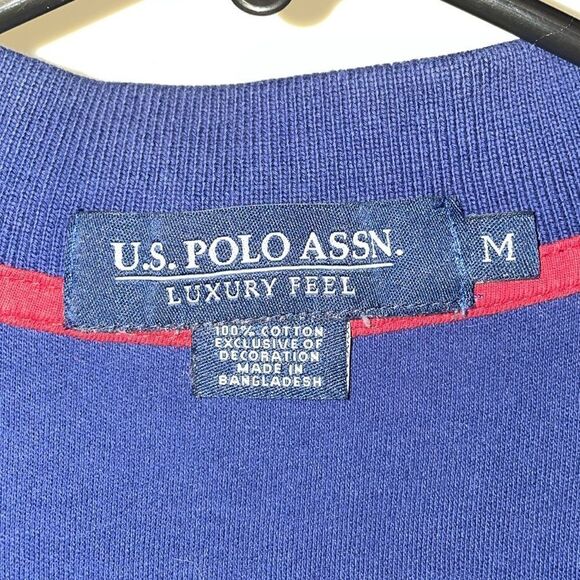 U.S. POLO ASSN.
LUXURY FEEL
M
100% COTTON
EXCLUSIVE OF
DECORATION
MADE IN
BANGLADESH